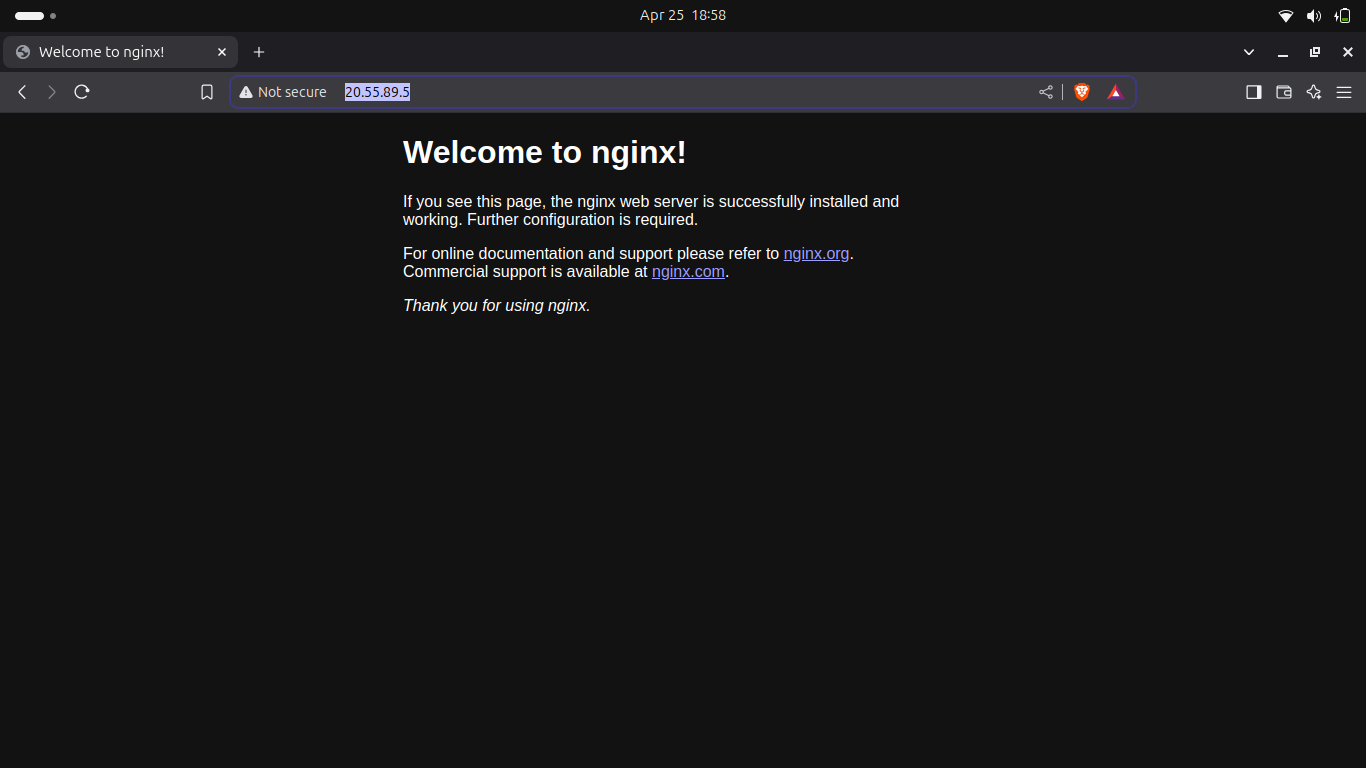 Apr 25 18:58
Welcome to nginx!
Not secure 20.55.89.5
Welcome to nginx!
If you see this page, the nginx web server is successfully installed and
working. Further configuration is required.
For online documentation and support please refer to nginx.org.
Commercial support is available at nginx.com.
Thank you for using nginx.